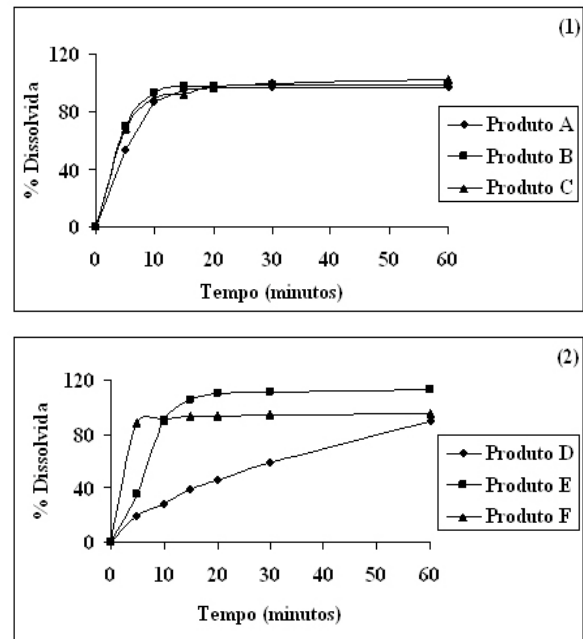 (1)
% Dissolvida
120
80
40
0
0 10 20 30 40 50 60
Tempo (minutos)
Produto A
Produto B
Produto C
(2)
% Dissolvida
120
80
40
0
0 10 20 30 40 50 60
Tempo (minutos)
Produto D
Produto E
Produto F